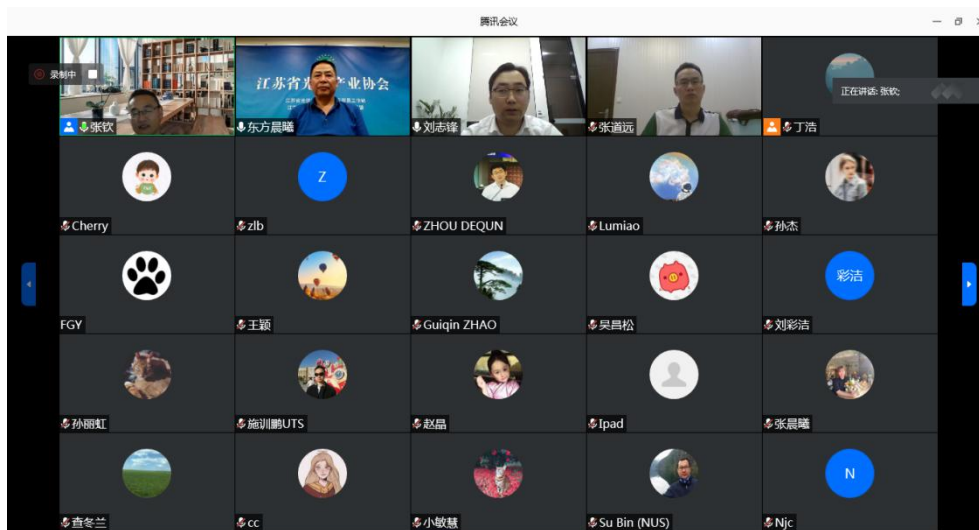 腾讯会议
录制中
江苏省光伏产业协会
正在讲话: 张钦;
张钦
东方晨曦
刘志锋
张道远
丁浩
Cherry
Z
zlb
ZHOU DEQUN
Lumiao
孙杰
FGY
王颖
Guiqin ZHAO
吴昌松
彩洁
刘彩洁
孙丽虹
施训鹏UTS
赵晶
Ipad
张晨曦
查冬兰
cc
小敏慧
Su Bin (NUS)
N
Njc